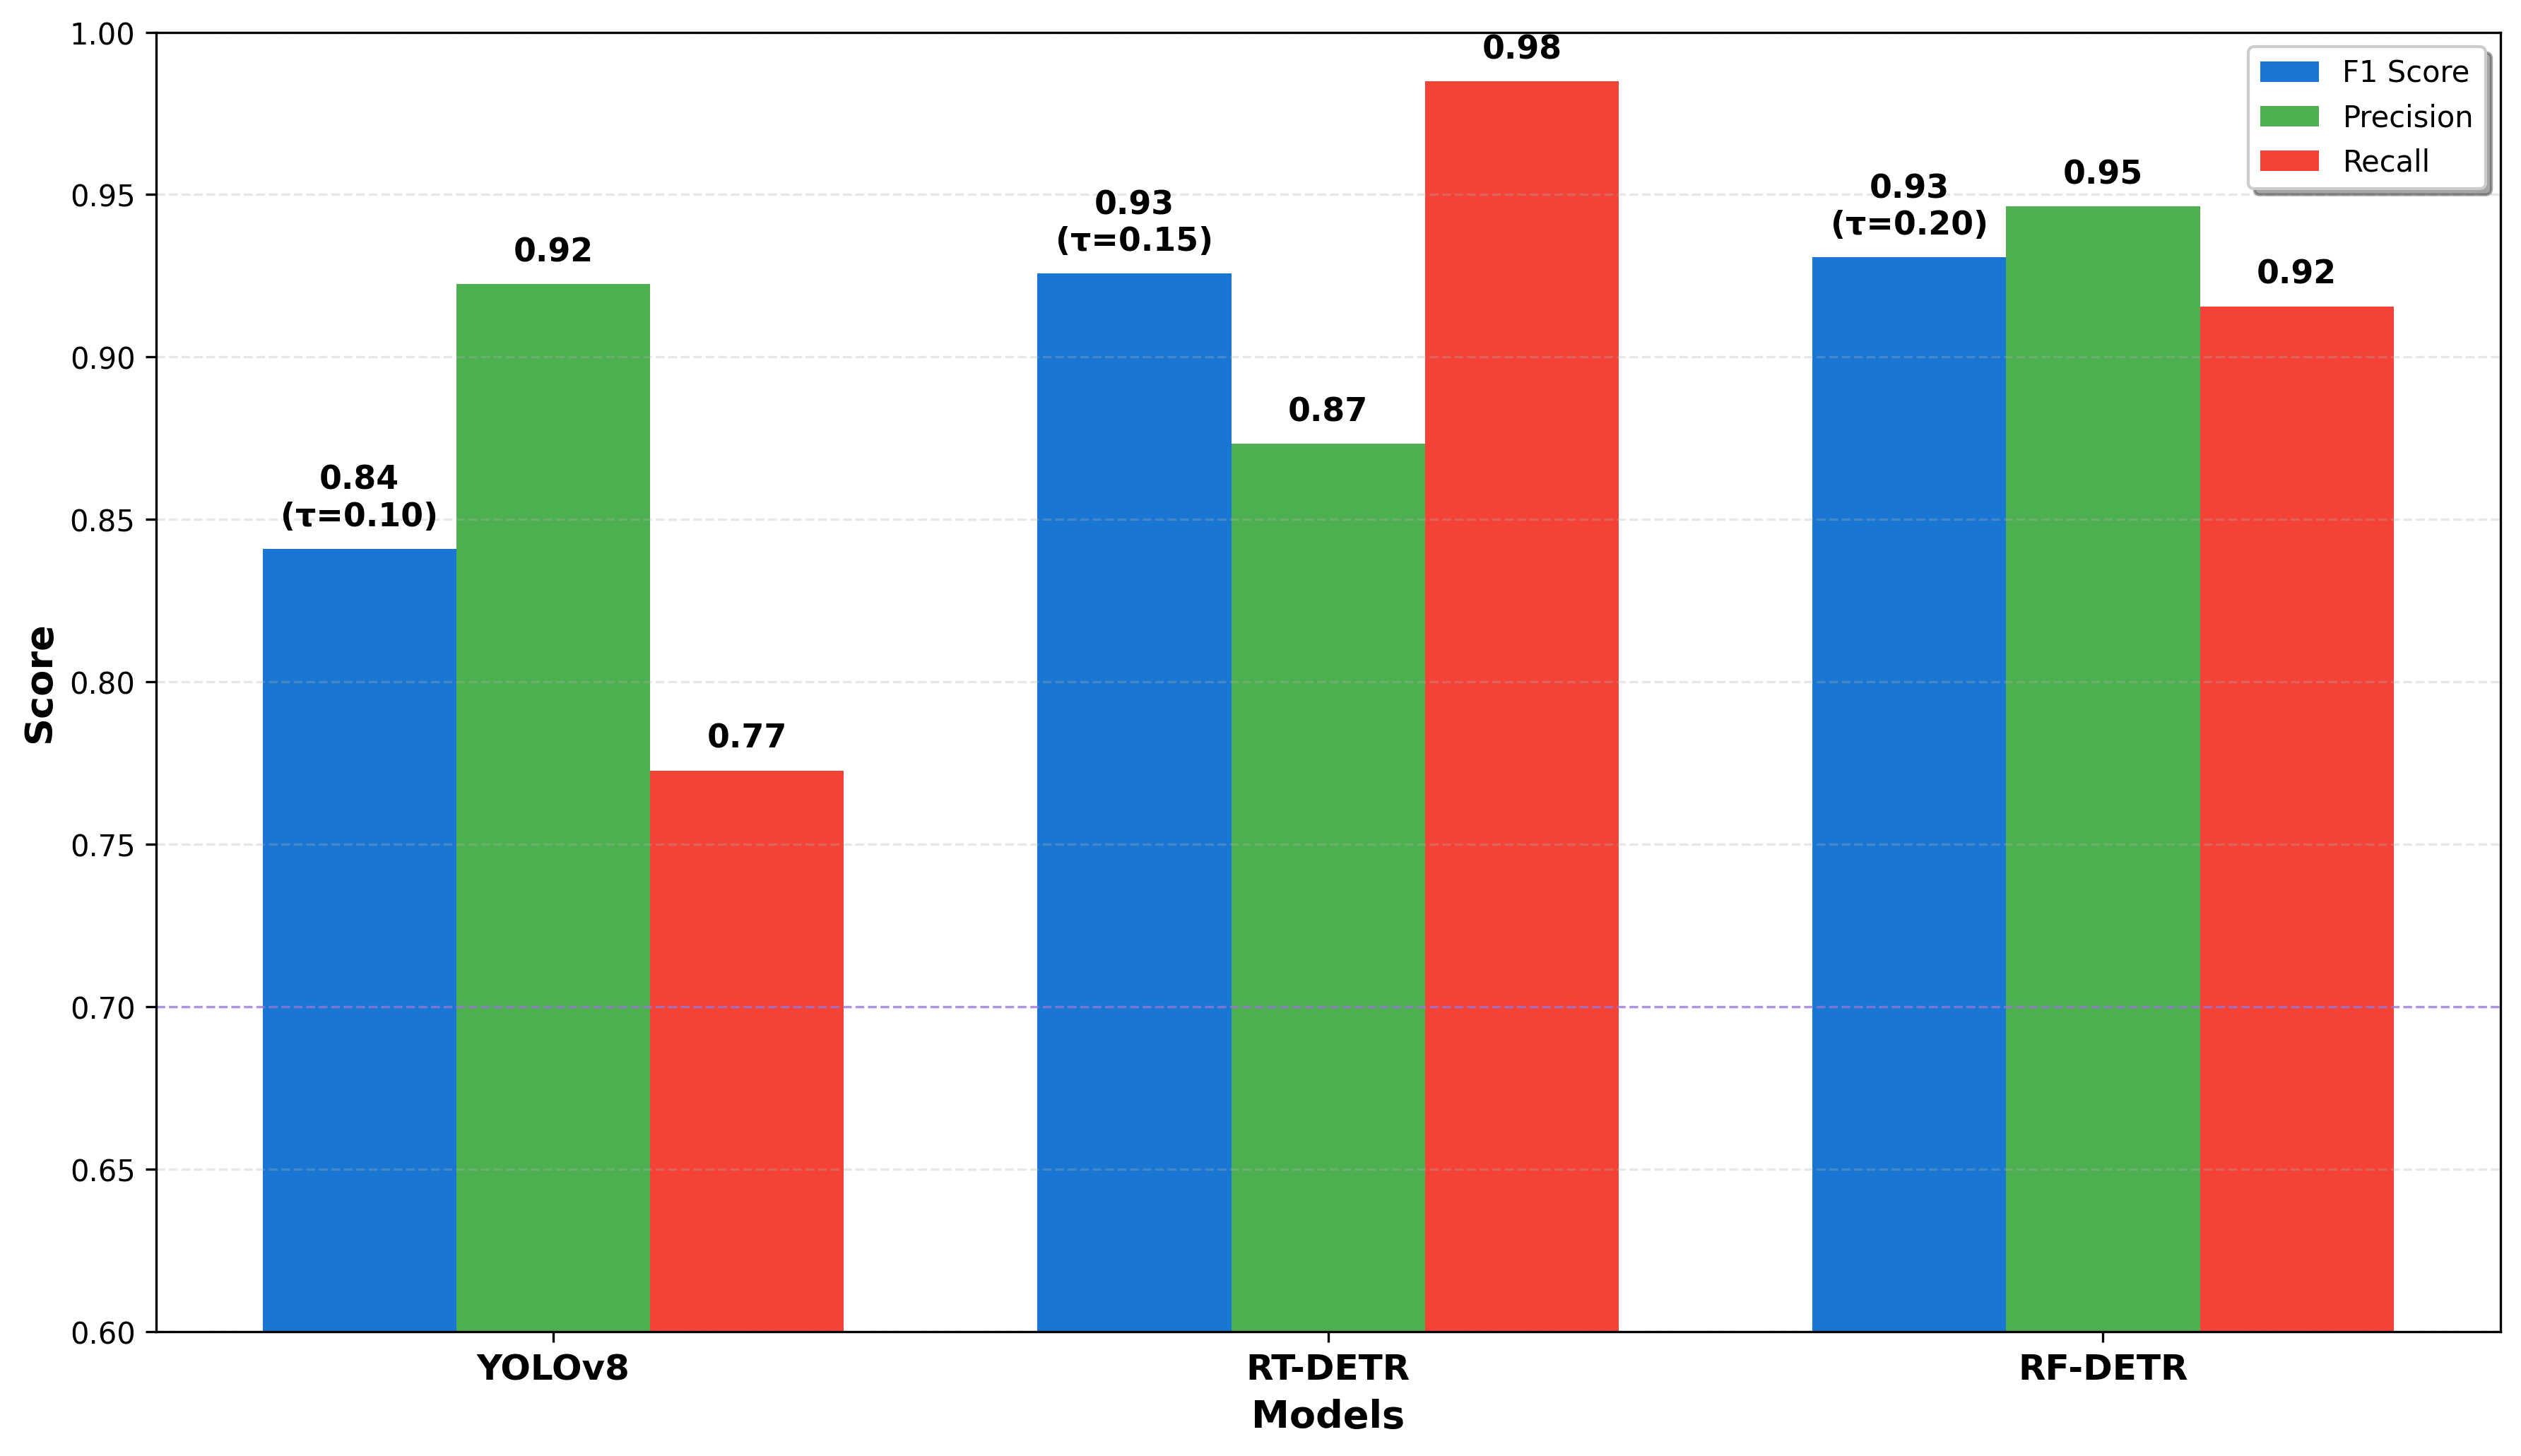 1.00
0.95
0.90
0.85
0.80
0.75
0.70
0.65
0.60
Score
0.84
(τ=0.10)
0.92
0.77
0.93
(τ=0.15)
0.87
0.98
0.93
(τ=0.20)
0.95
0.92
F1 Score
Precision
Recall
YOLOv8
RT-DETR
RF-DETR
Models